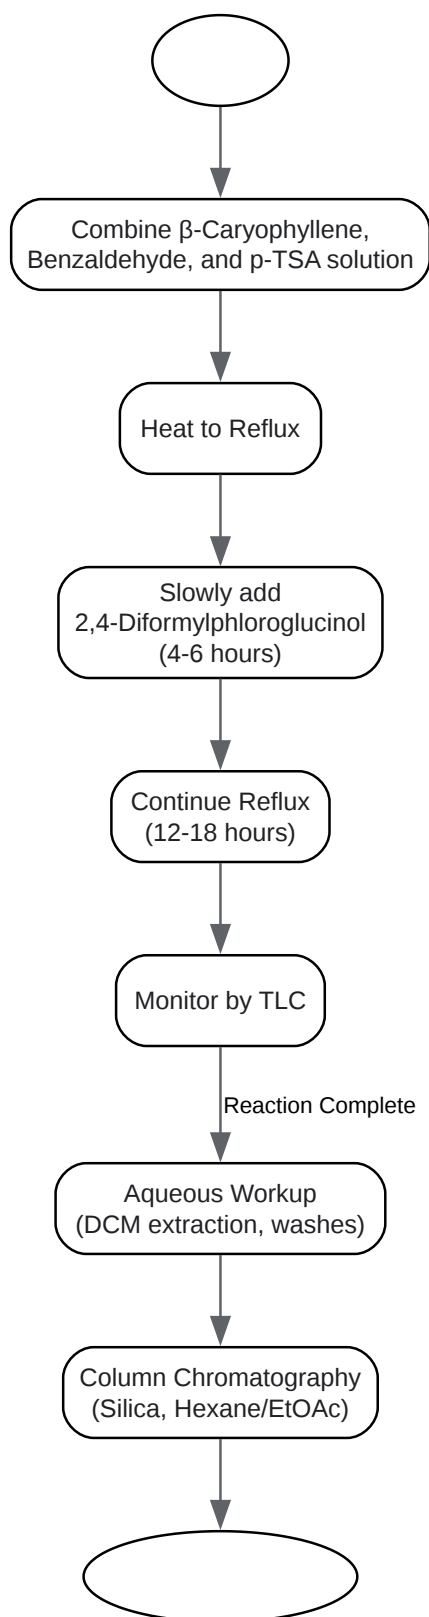 Combine β-Caryophyllene,
Benzaldehyde, and p-TSA solution
Heat to Reflux
Slowly add
2,4-Diformylphloroglucinol
(4-6 hours)
Continue Reflux
(12-18 hours)
Monitor by TLC
Reaction Complete
Aqueous Workup
(DCM extraction, washes)
Column Chromatography
(Silica, Hexane/EtOAc)